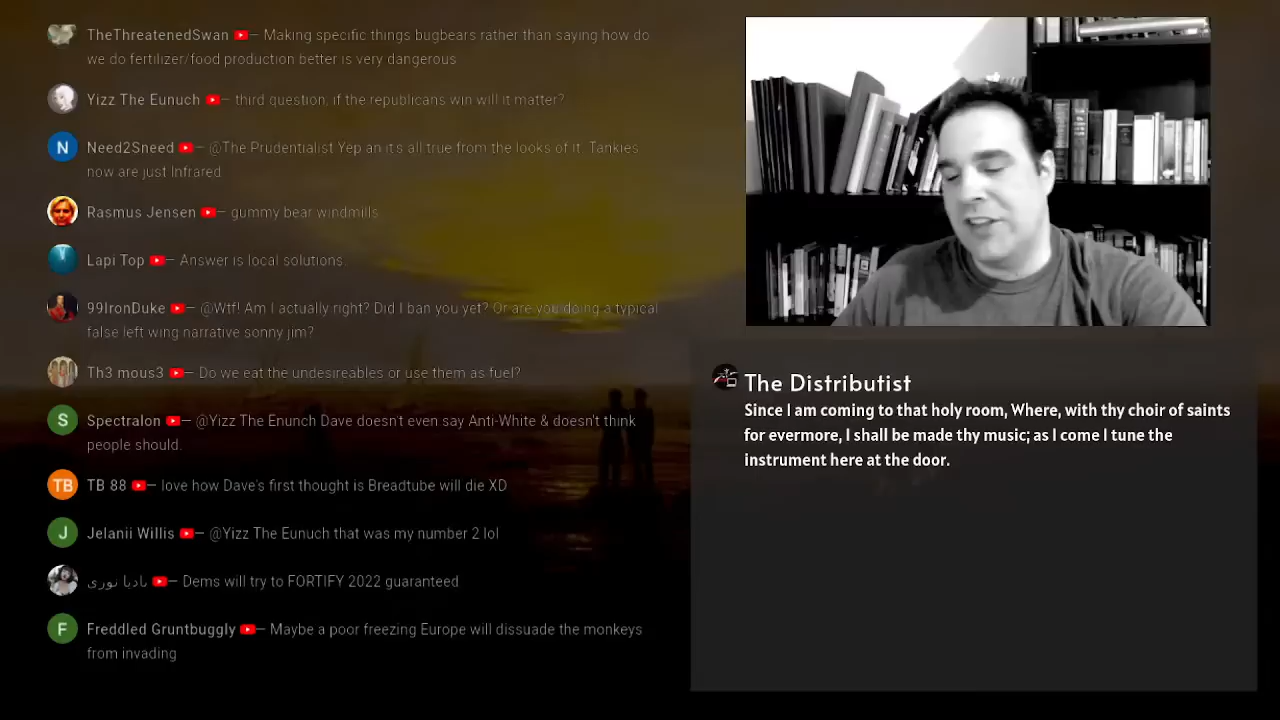 TheThreatenedSwan — Making specific things bugbears rather than saying how do
we do fertilizer/food production better is very dangerous
Yizz The Eunuch — third question; if the republicans win will it matter?
N
Need2Sneed — @The Prudentialist Yep an it's all true from the looks of it. Tankies
now are just Infrared
Rasmus Jensen — gummy bear windmills
Lapi Top — Answer is local solutions.
99IronDuke — @Wtf! Am I actually right? Did I ban you yet? Or are you doing a typical
false left wing narrative sonny jim?
Th3 mous3 — Do we eat the undesireables or use them as fuel?
S
Spectralon — @Yizz The Enunch Dave doesn't even say Anti-White & doesn't think
people should.
TB
TB 88 — love how Dave's first thought is Breadtube will die XD
J
Jelanii Willis — @Yizz The Eunuch that was my number 2 lol
نادیا نوری — Dems will try to FORTIFY 2022 guaranteed
F
Freddled Gruntbuggly — Maybe a poor freezing Europe will dissuade the monkeys
from invading
The Distributist
Since I am coming to that holy room, Where, with thy choir of saints
for evermore, I shall be made thy music; as I come I tune the
instrument here at the door.